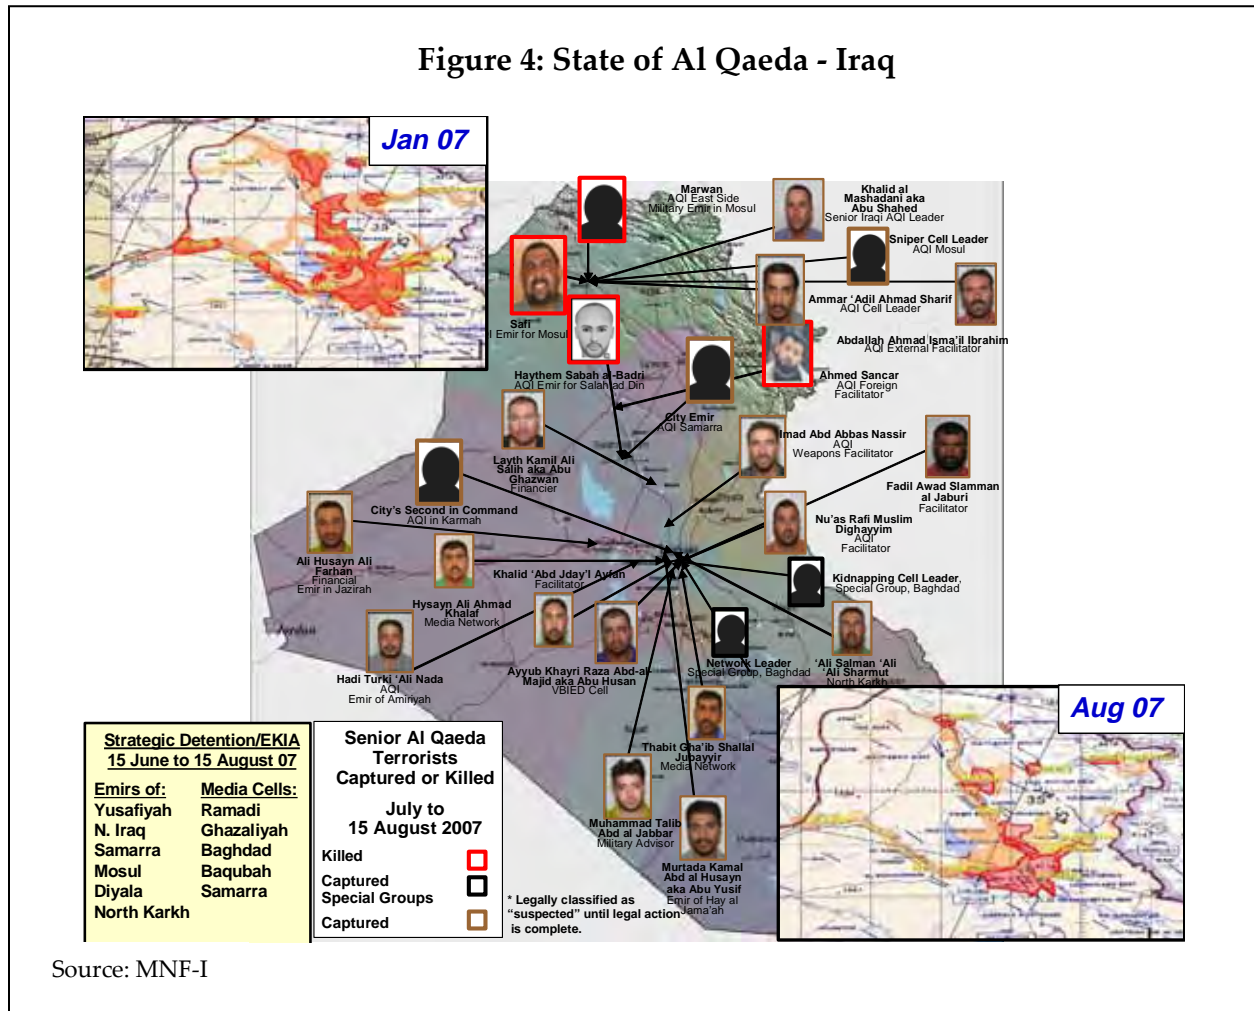 Figure 4: State of Al Qaeda - Iraq
Jan 07
Marwan
AQI East Side
Military Emir in Mosul
Khalid al
Mashadani aka
Abu Shahed
Senior Iraqi AQI Leader
Sniper Cell Leader
AQI Mosul
Safi
I Emir for Mosul
Ammar ‘Adil Ahmad Sharif
AQI Cell Leader
Abdallah Ahmad Isma’il Ibrahim
AQI External Facilitator
Haythem Sabah al-Badri
AQI Emir for Salah ad Din
Ahmed Sancar
AQI Foreign
Facilitator
City Emir
AQI Samarra
Imad Abd Abbas Nassir
AQI
Weapons Facilitator
Layth Kamil Ali
Salih aka Abu
Ghazwan
Financier
Fadil Awad Slamman
al Jaburi
Facilitator
City’s Second in Command
AQI in Karmah
Nu’as Rafi Muslim
Dighayyim
AQI
Facilitator
Ali Husayn Ali
Farhan
Financial
Emir in Jazirah
Khalid ‘Abd Jday’l Ayfan
Facilitator
Kidnapping Cell Leader,
Special Group, Baghdad
Hysayn Ali Ahmad
Khalaf
Media Network
Hadi Turki ‘Ali Nada
AQI
Emir of Amiriyah
Ayyub Khayri Raza Abd-al-
Majid aka Abu Husan
VBIED Cell
Network Leader
Special Group, Baghdad
‘Ali Salman ‘Ali
‘Ali Sharmut
North Karkh
Jordan
Aug 07
Thabit Gha’ib Shallal
Jubayyir
Media Network
Muhammad Talib
Abd al Jabbar
Military Advisor
Murtada Kamal
Abd al Husayn
aka Abu Yusif
Emir of Hay al
Jama’ah
Strategic Detention/EKIA
15 June to 15 August 07
Emirs of: Media Cells:
Yusafiyah Ramadi
N. Iraq Ghazaliyah
Samarra Baghdad
Mosul Baqubah
Diyala Samarra
North Karkh
Senior Al Qaeda
Terrorists
Captured or Killed
July to
15 August 2007
Killed
Captured
Special Groups
Captured
* Legally classified as
“suspected” until legal action
is complete.
Source: MNF-I